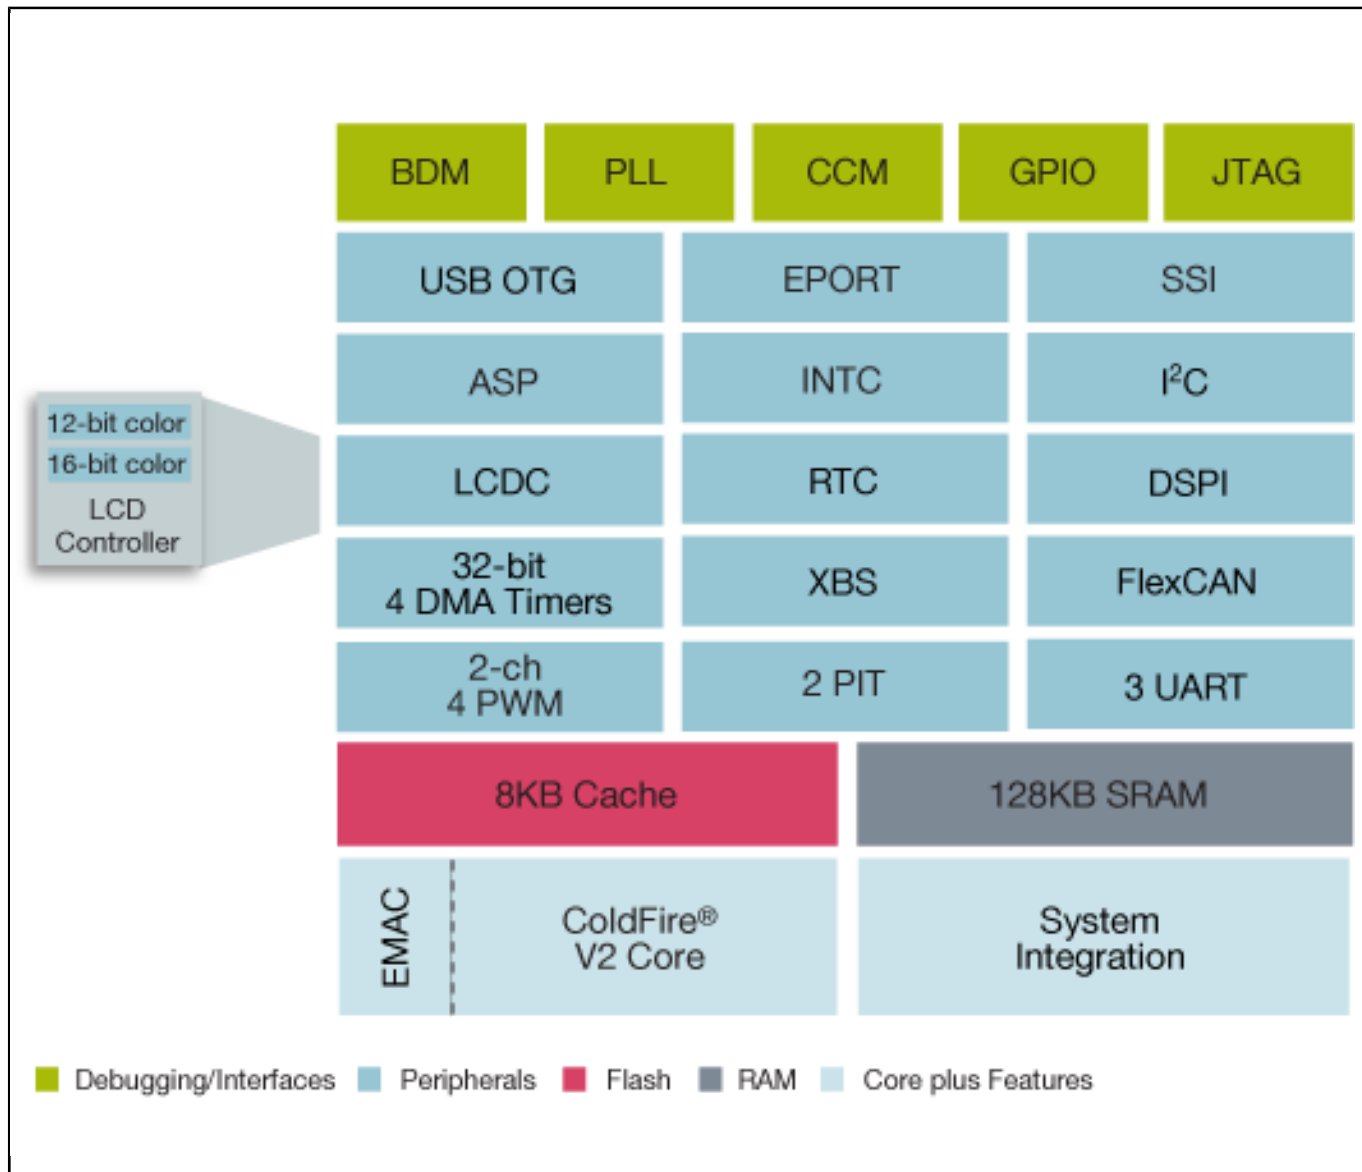 BDM
PLL
CCM
GPIO
JTAG
USB OTG
EPORT
SSI
ASP
INTC
I²C
12-bit color
16-bit color
LCD
Controller
LCDC
RTC
DSPI
32-bit
4 DMA Timers
XBS
FlexCAN
2-ch
4 PWM
2 PIT
3 UART
8KB Cache
128KB SRAM
EMAC
ColdFire®
V2 Core
System
Integration
Debugging/Interfaces
Peripherals
Flash
RAM
Core plus Features